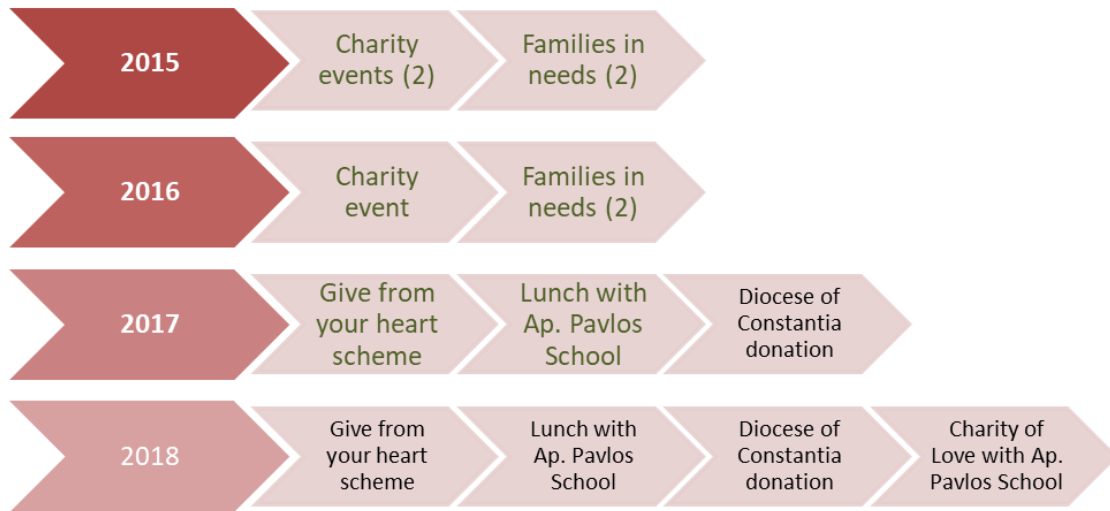 2015
Charity
events (2)
Families in
needs (2)
2016
Charity
event
Families in
needs (2)
2017
Give from
your heart
scheme
Lunch with
Ap. Pavlos
School
Diocese of
Constantia
donation
2018
Give from
your heart
scheme
Lunch with
Ap. Pavlos
School
Diocese of
Constantia
donation
Charity of
Love with Ap.
Pavlos School